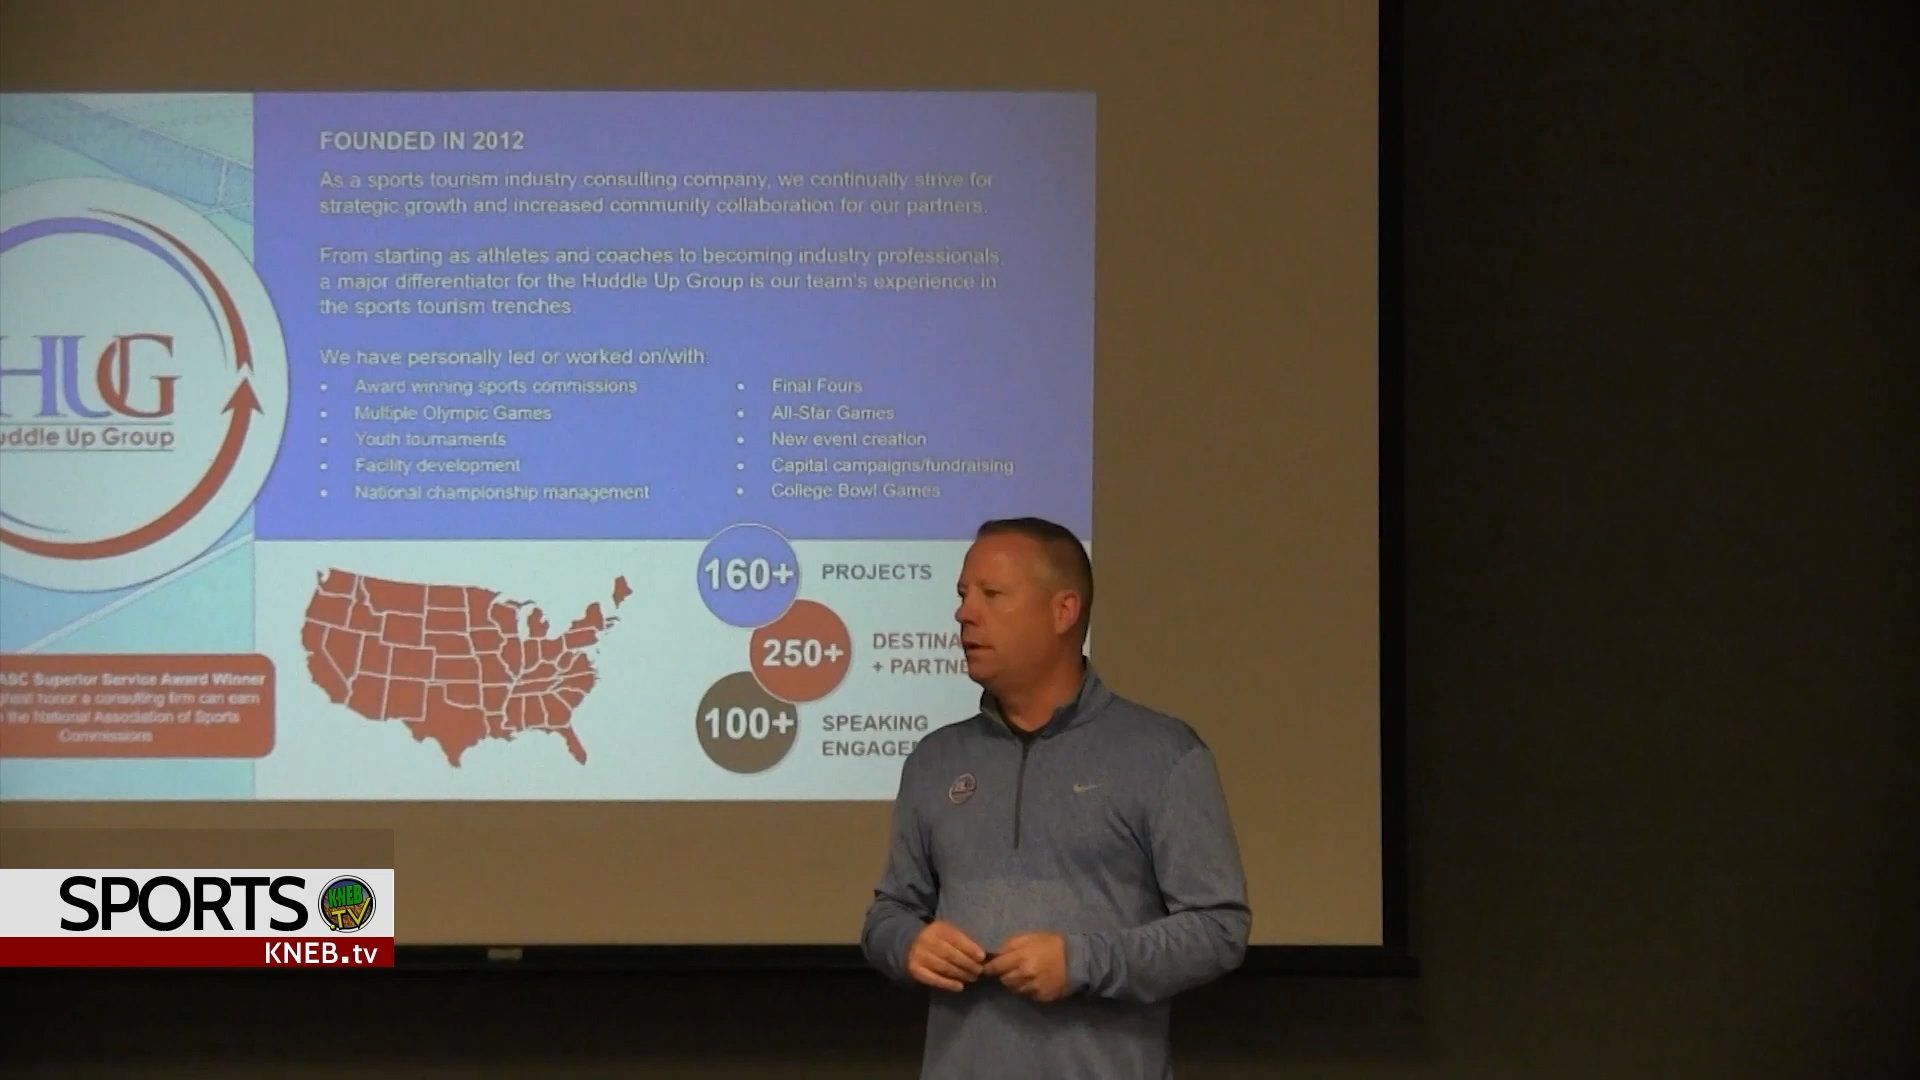 FOUNDED IN 2012
As a sports tourism industry consulting company, we continually strive for
strategic growth and increased community collaboration for our partners.
From starting as athletes and coaches to becoming industry professionals,
a major differentiator for the Huddle Up Group is our team's experience in
the sports tourism trenches.
We have personally led or worked on/with:
• Award winning sports commissions
• Multiple Olympic Games
• Youth tournaments
• Facility development
• National championship management
• Final Fours
• All-Star Games
• New event creation
• Capital campaigns/fundraising
• College Bowl Games
HUG
uddle Up Group
ASC Superior Service Award Winner
ghest honor a consulting firm can earn
the National Association of Sports
Commissions
160+ PROJECTS
250+ DESTINA
+ PARTNE
100+ SPEAKING
ENGAGE
SPORTS KNEB.TV
KNEB.tv